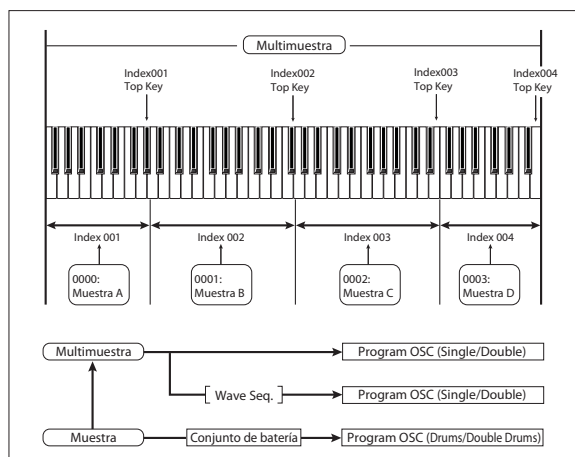 Multimuestra
Index001
Top Key
Index002
Top Key
Index003
Top Key
Index004
Top Key
Index 001
Index 002
Index 003
Index 004
0000:
Muestra A
0001:
Muestra B
0002:
Muestra C
0003:
Muestra D
Multimuestra
Program OSC (Single/Double)
Wave Seq.
Program OSC (Single/Double)
Muestra
Conjunto de batería
Program OSC (Drums/Double Drums)